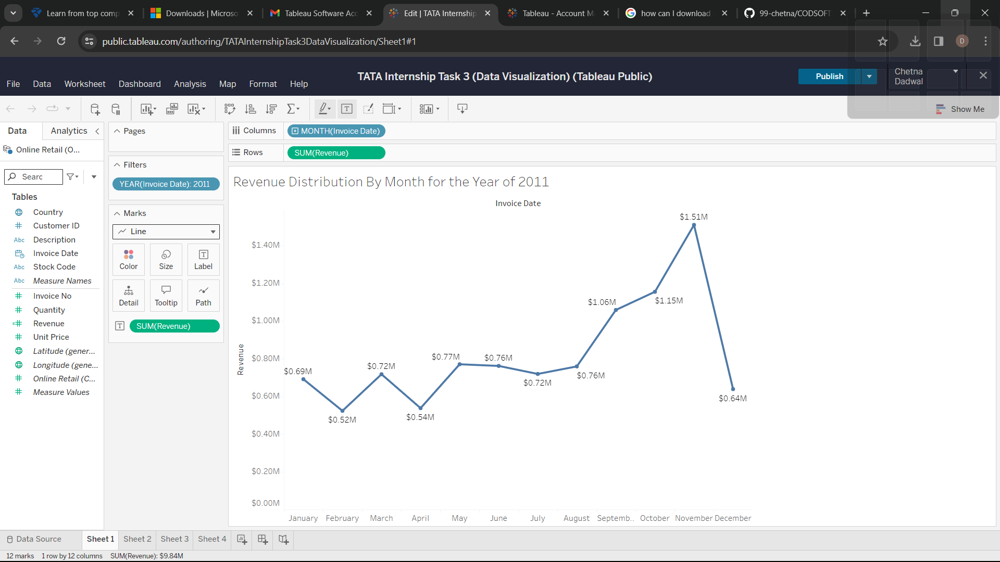 Learn from top comp
Downloads | Microso
Tableau Software Acc
Edit | TATA Internship
Tableau - Account M
how can I download
99-chetna/CODSOFT
public.tableau.com/authoring/TATAInternshipTask3DataVisualization/Sheet1#1
D
TATA Internship Task 3 (Data Visualization) (Tableau Public)
Publish
Chetna
Dadwal
File
Data
Worksheet
Dashboard
Analysis
Map
Format
Help
Show Me
Data
Analytics
Pages
Columns
MONTH(Invoice Date)
Online Retail (O...
Rows
SUM(Revenue)
Filters
YEAR(Invoice Date): 2011
Searc
Tables
Country
Customer ID
Abc Description
Invoice Date
Abc Stock Code
Abc Measure Names
Invoice No
Quantity
Revenue
Unit Price
Latitude (gener...
Longitude (gene...
Online Retail (C...
Measure Values
Marks
Line
Color
Size
T
Label
Detail
Tooltip
Path
T
SUM(Revenue)
Revenue Distribution By Month for the Year of 2011
Invoice Date
Revenue
$1.40M
$1.20M
$1.00M
$0.80M
$0.60M
$0.40M
$0.20M
$0.00M
$0.69M
$0.52M
$0.72M
$0.54M
$0.77M
$0.76M
$0.72M
$0.76M
$1.06M
$1.15M
$1.51M
$0.64M
January
February
March
April
May
June
July
August
Septemb..
October
November
December
Data Source
Sheet 1
Sheet 2
Sheet 3
Sheet 4
12 marks
1 row by 12 columns
SUM(Revenue): $9.84M